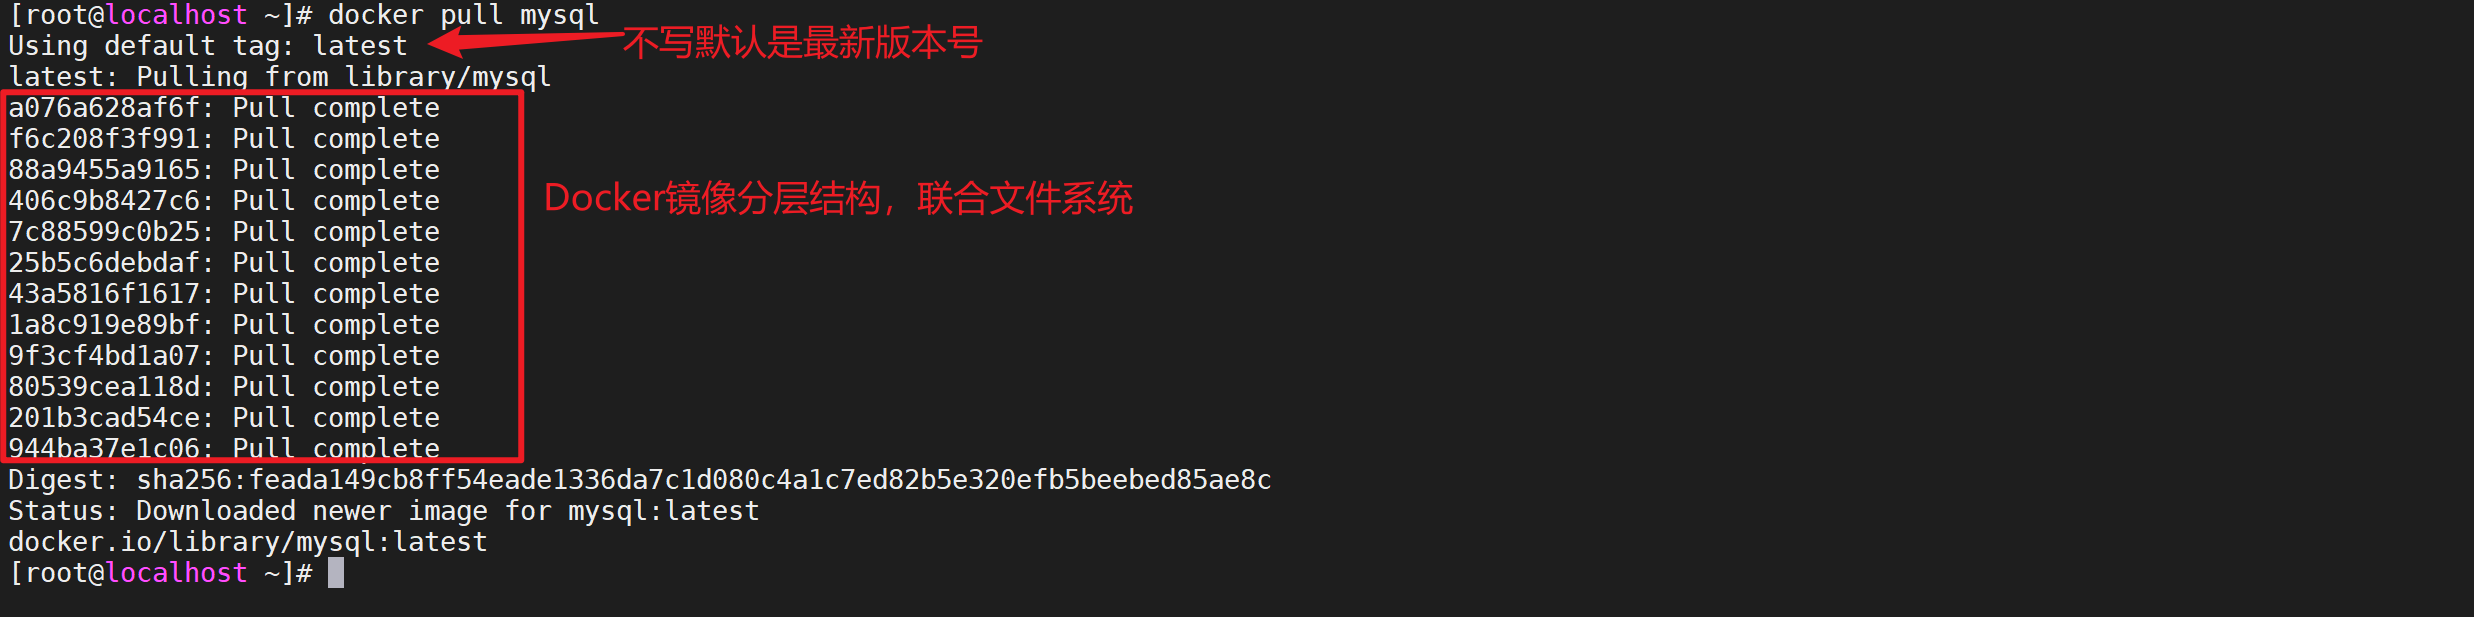 [root@localhost ~]# docker pull mysql
Using default tag: latest
不写默认是最新版本号
latest: Pulling from library/mysql
a076a628af6f: Pull complete
f6c208f3f991: Pull complete
88a9455a9165: Pull complete
406c9b8427c6: Pull complete
Docker镜像分层结构，联合文件系统
7c88599c0b25: Pull complete
25b5c6debdaf: Pull complete
43a5816f1617: Pull complete
1a8c919e89bf: Pull complete
9f3cf4bd1a07: Pull complete
80539cea118d: Pull complete
201b3cad54ce: Pull complete
944ba37e1c06: Pull complete
Digest: sha256:feada149cb8ff54eade1336da7c1d080c4a1c7ed82b5e320efb5beebed85ae8c
Status: Downloaded newer image for mysql:latest
docker.io/library/mysql:latest
[root@localhost ~]#